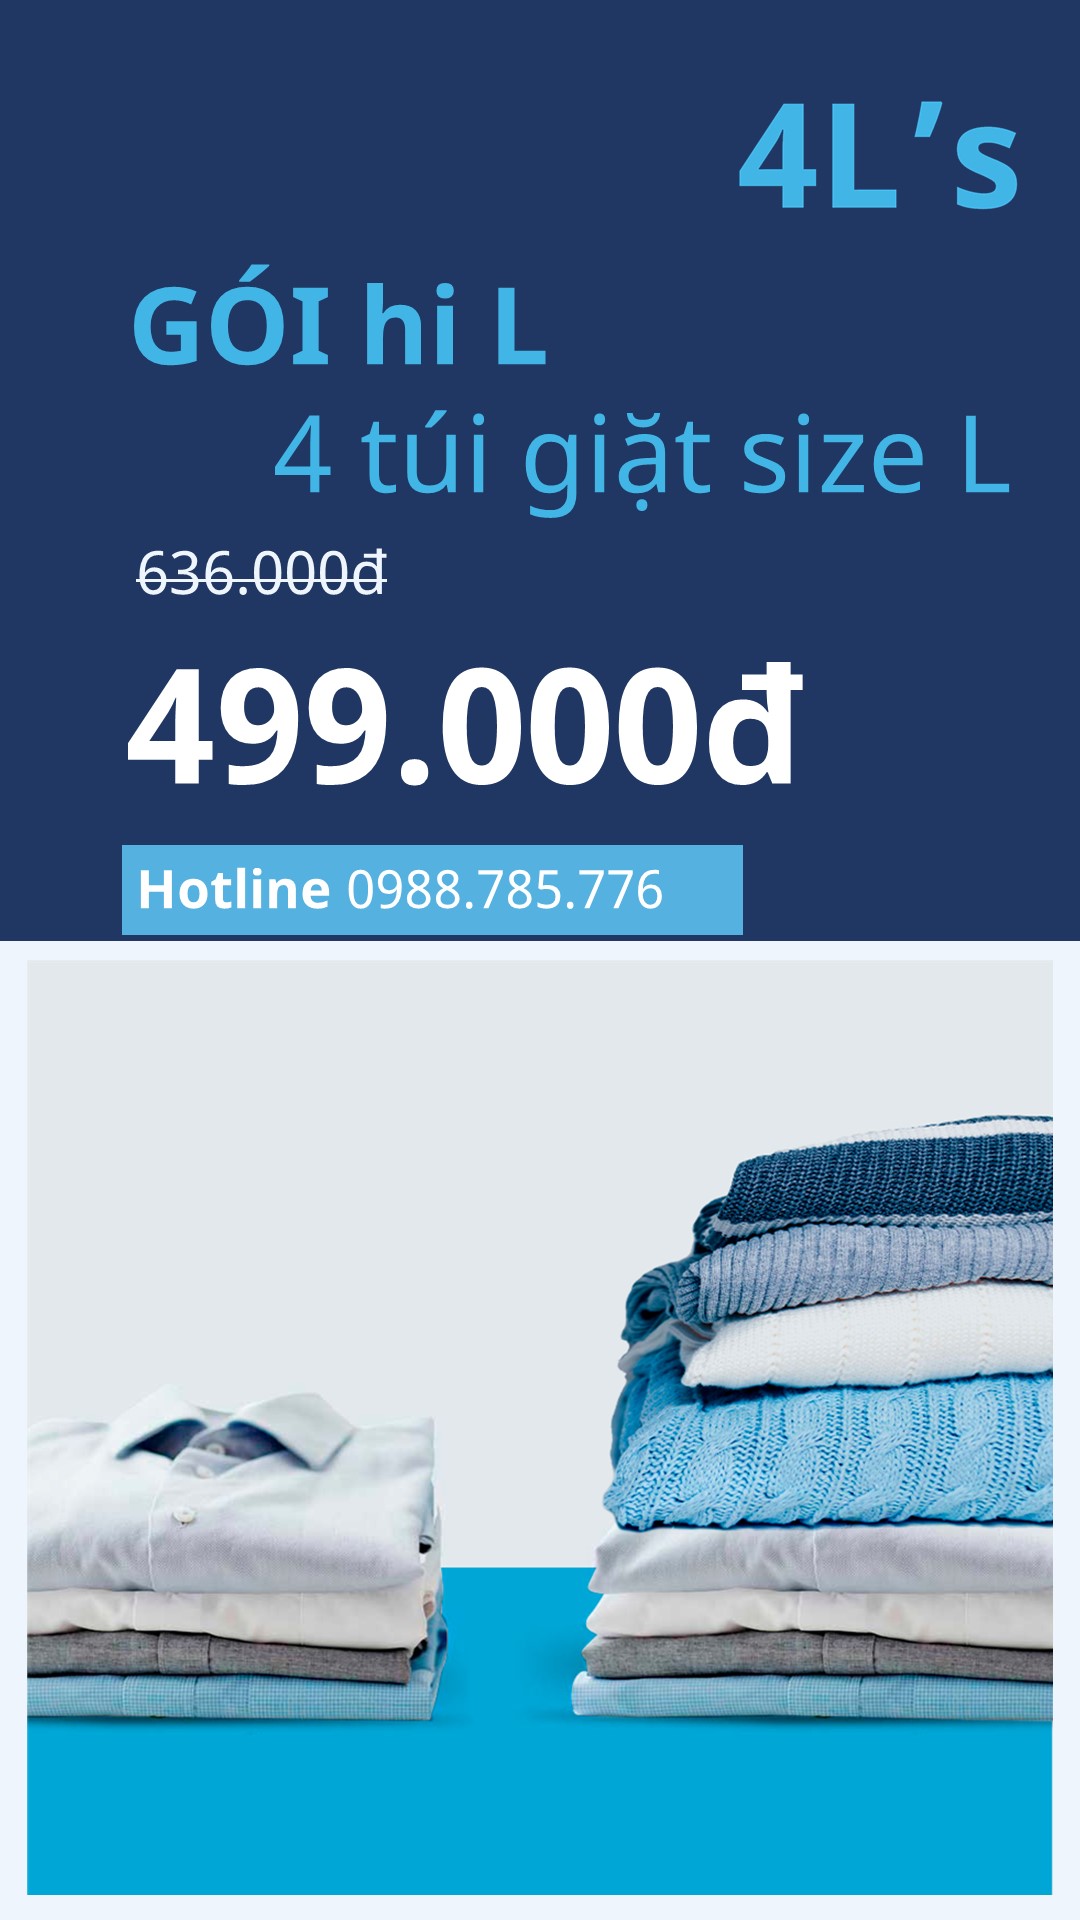 4L’s
GÓI hi L
4 túi giặt size L
636.000đ
499.000đ
Hotline 0988.785.776